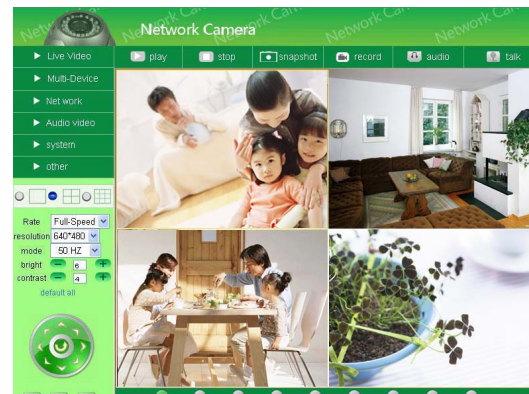 Network Camera
Live Video
Multi-Device
Net work
Audio video
system
other
play
stop
snapshot
record
audio
talk
Rate Full-Speed
resolution 640*480
mode 50 HZ
bright 6
contrast 4
default all